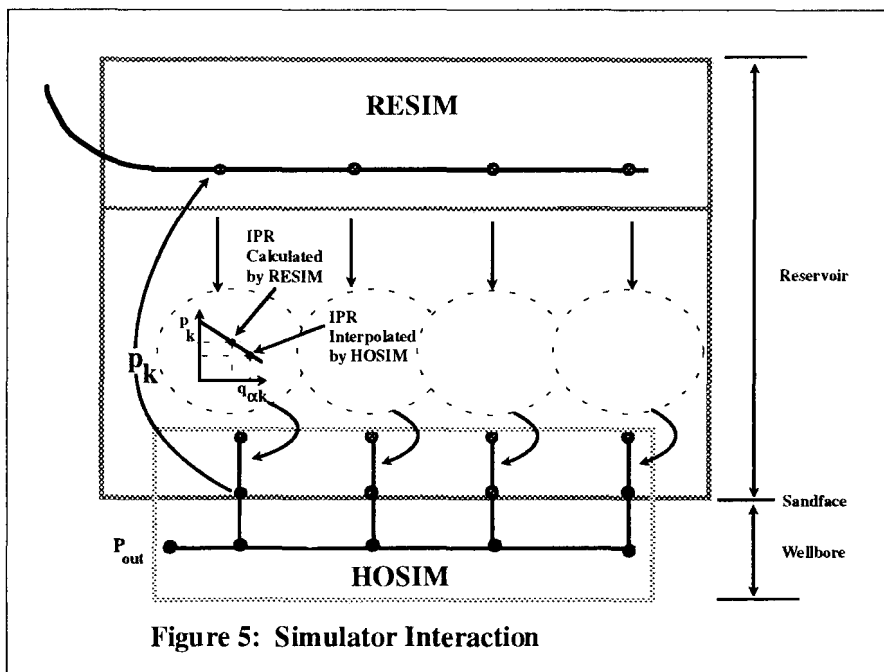 RESIM
IPR
Calculated
by RESIM
IPR
Interpolated
by HOSIM
p
k
q αk
p k
Reservoir
Sandface
Wellbore
P out
HOSIM
Figure 5: Simulator Interaction